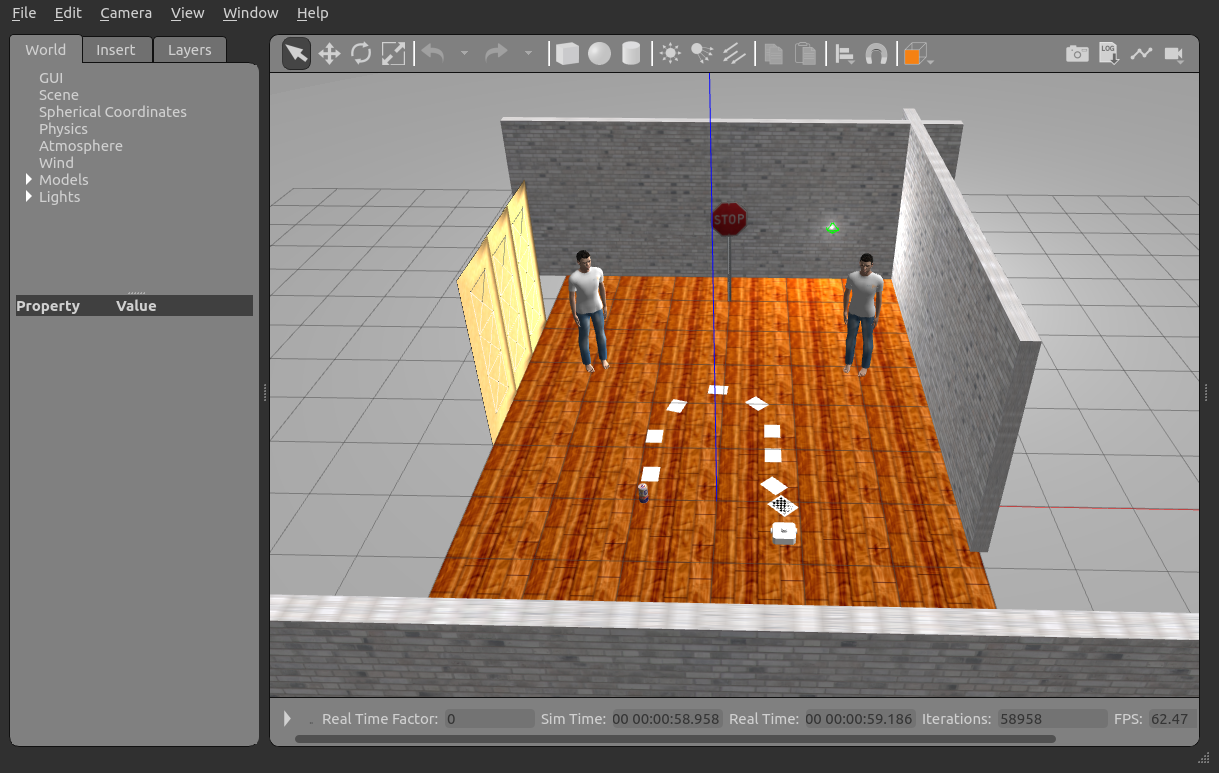 File Edit Camera View Window Help
World Insert Layers
LOG
GUI
Scene
Spherical Coordinates
Physics
Atmosphere
Wind
Models
Lights
Property Value
STOP
Real Time Factor: 0 Sim Time: 00 00:00:58.958 Real Time: 00 00:00:59.186 Iterations: 58958 FPS: 62.47